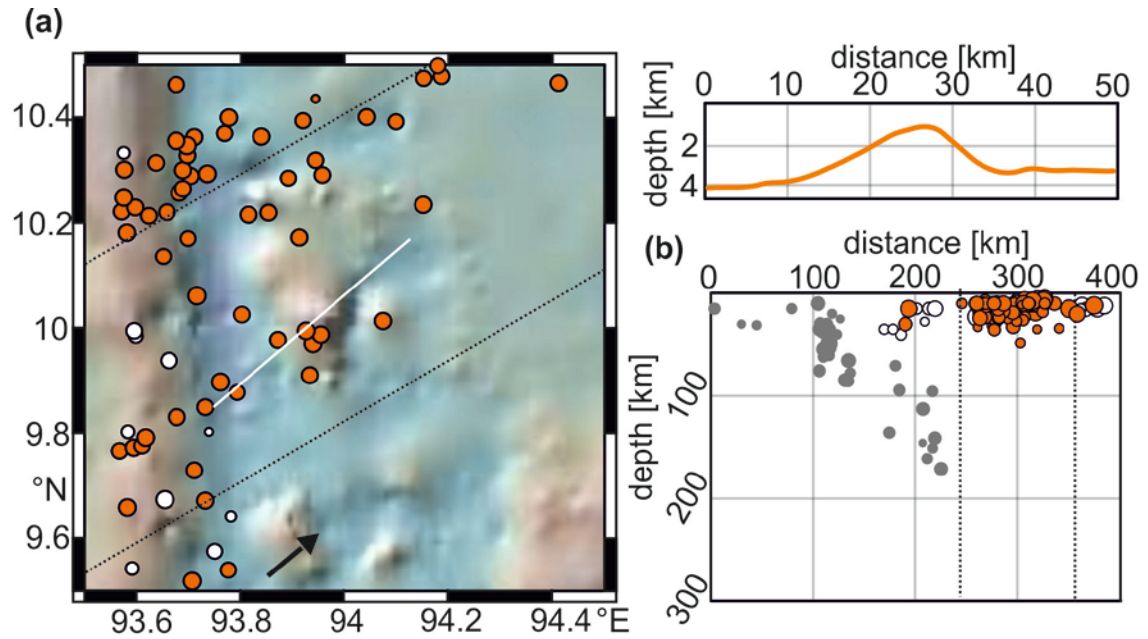 (a)
10.4
10.2
10
9.8
°N
9.6
93.6 93.8 94 94.2 94.4 °E
distance [km]
0 10 20 30 40 50
depth [km]
2
4
(b)
distance [km]
0 100 200 300 400
depth [km]
100
200
300